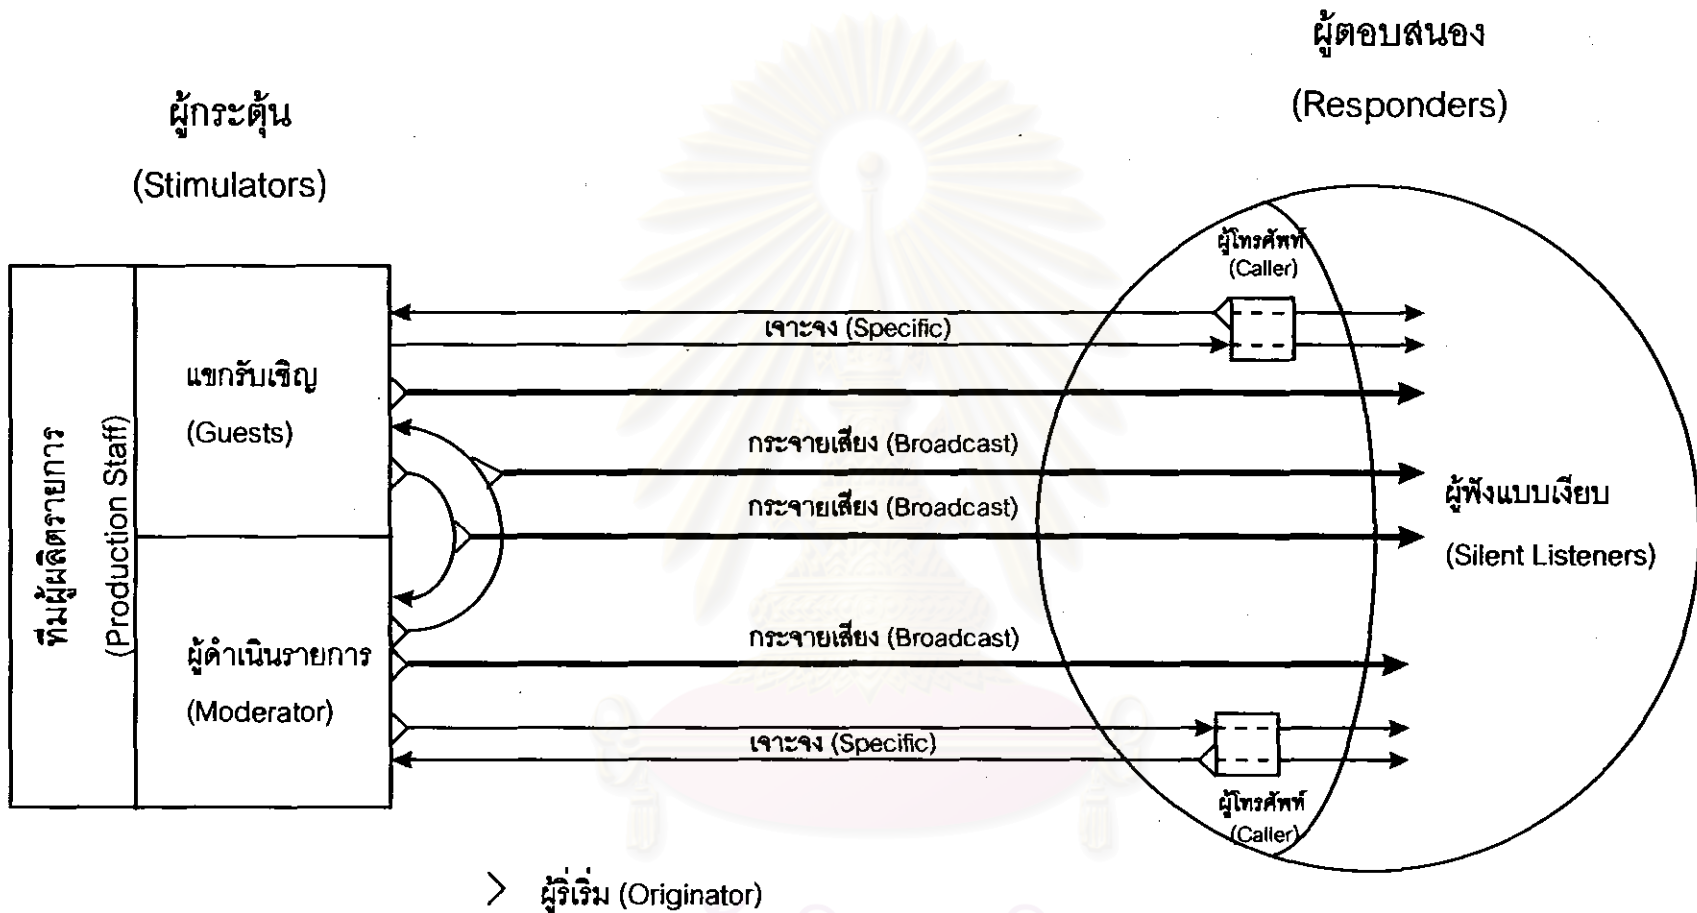 ผู้ตอบสนอง
(Responders)
ผู้กระตุ้น
(Stimulators)
ผู้โทรศัพท์
(Caller)
เจาะจง (Specific)
แขกรับเชิญ
(Guests)
ทีมผู้ผลิตรายการ
(Production Staff)
กระจายเสียง (Broadcast)
กระจายเสียง (Broadcast)
ผู้ฟังแบบเงียบ
(Silent Listeners)
กระจายเสียง (Broadcast)
ผู้ดำเนินรายการ
(Moderator)
เจาะจง (Specific)
ผู้โทรศัพท์
(Caller)
> ผู้ริ่เริ่ม (Originator)